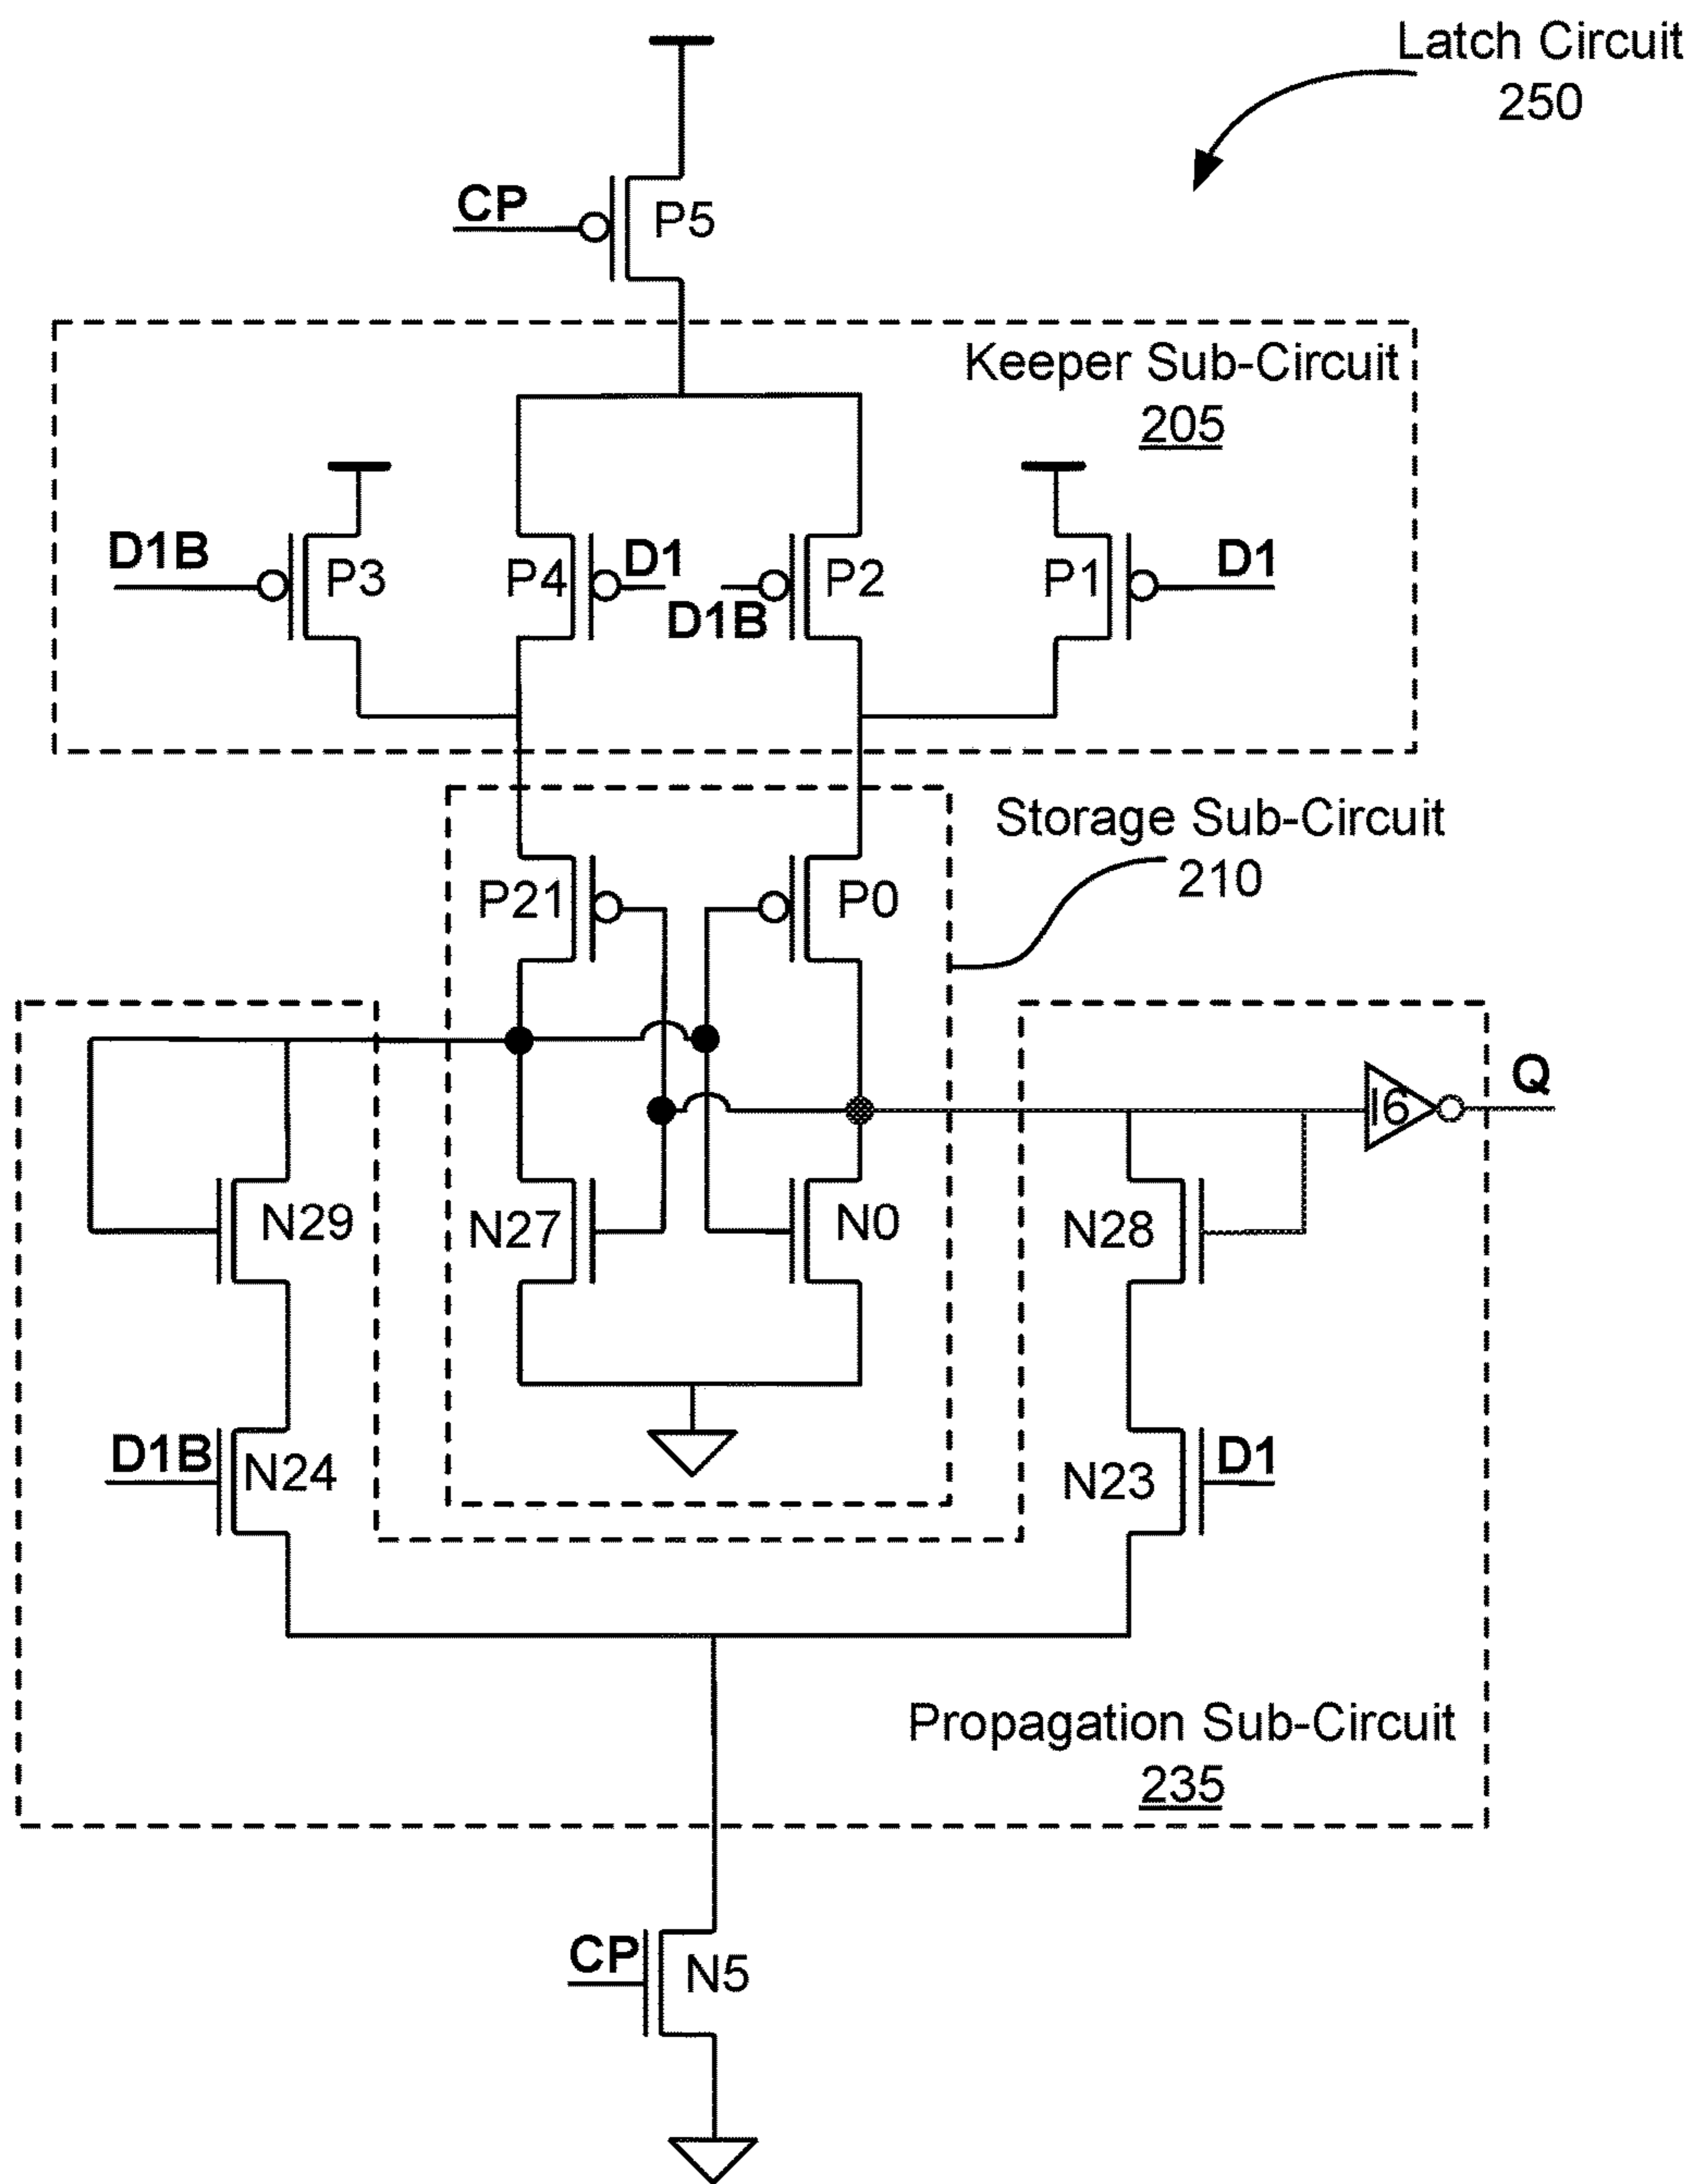 Latch Circuit
250
CP
P5
Keeper Sub-Circuit
205
D1B
P3
P4
D1
D1B
P2
P1
D1
Storage Sub-Circuit
210
P21
P0
Q
I6
N29
N27
N0
N28
D1B
N24
N23
D1
Propagation Sub-Circuit
235
CP
N5